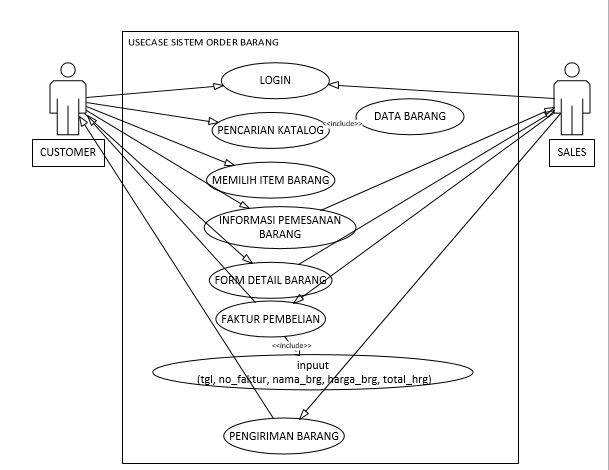 USECASE SISTEM ORDER BARANG
LOGIN
PENCARIAN KATALOG
<<include>>
DATA BARANG
CUSTOMER
SALES
MEMILIH ITEM BARANG
INFORMASI PEMESANAN
BARANG
FORM DETAIL BARANG
FAKTUR PEMBELIAN
<<include>>
inpuut
(tgl, no_faktur, nama_brg, harga_brg, total_hrg)
PENGIRIMAN BARANG